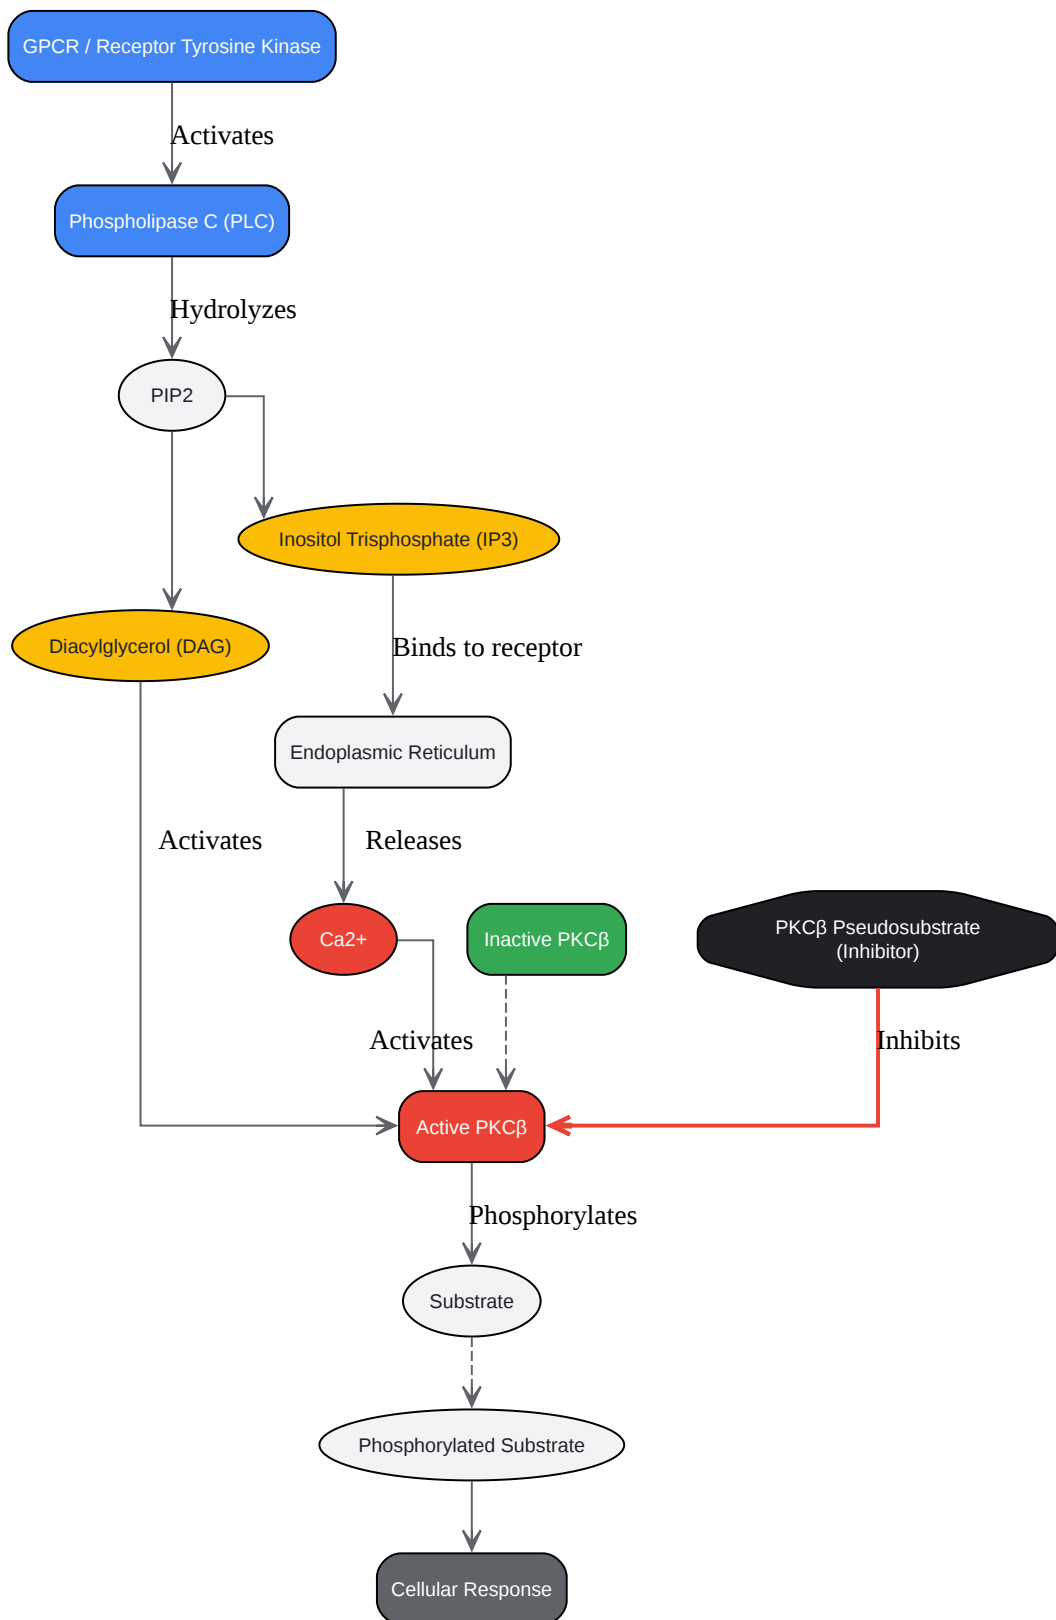 GPCR / Receptor Tyrosine Kinase
Activates
Phospholipase C (PLC)
Hydrolyzes
PIP2
Inositol Trisphosphate (IP3)
Diacylglycerol (DAG)
Binds to receptor
Endoplasmic Reticulum
Activates
Releases
Ca2+
Inactive PKCβ
PKCβ Pseudosubstrate
(Inhibitor)
Activates
Inhibits
Active PKCβ
Phosphorylates
Substrate
Phosphorylated Substrate
Cellular Response